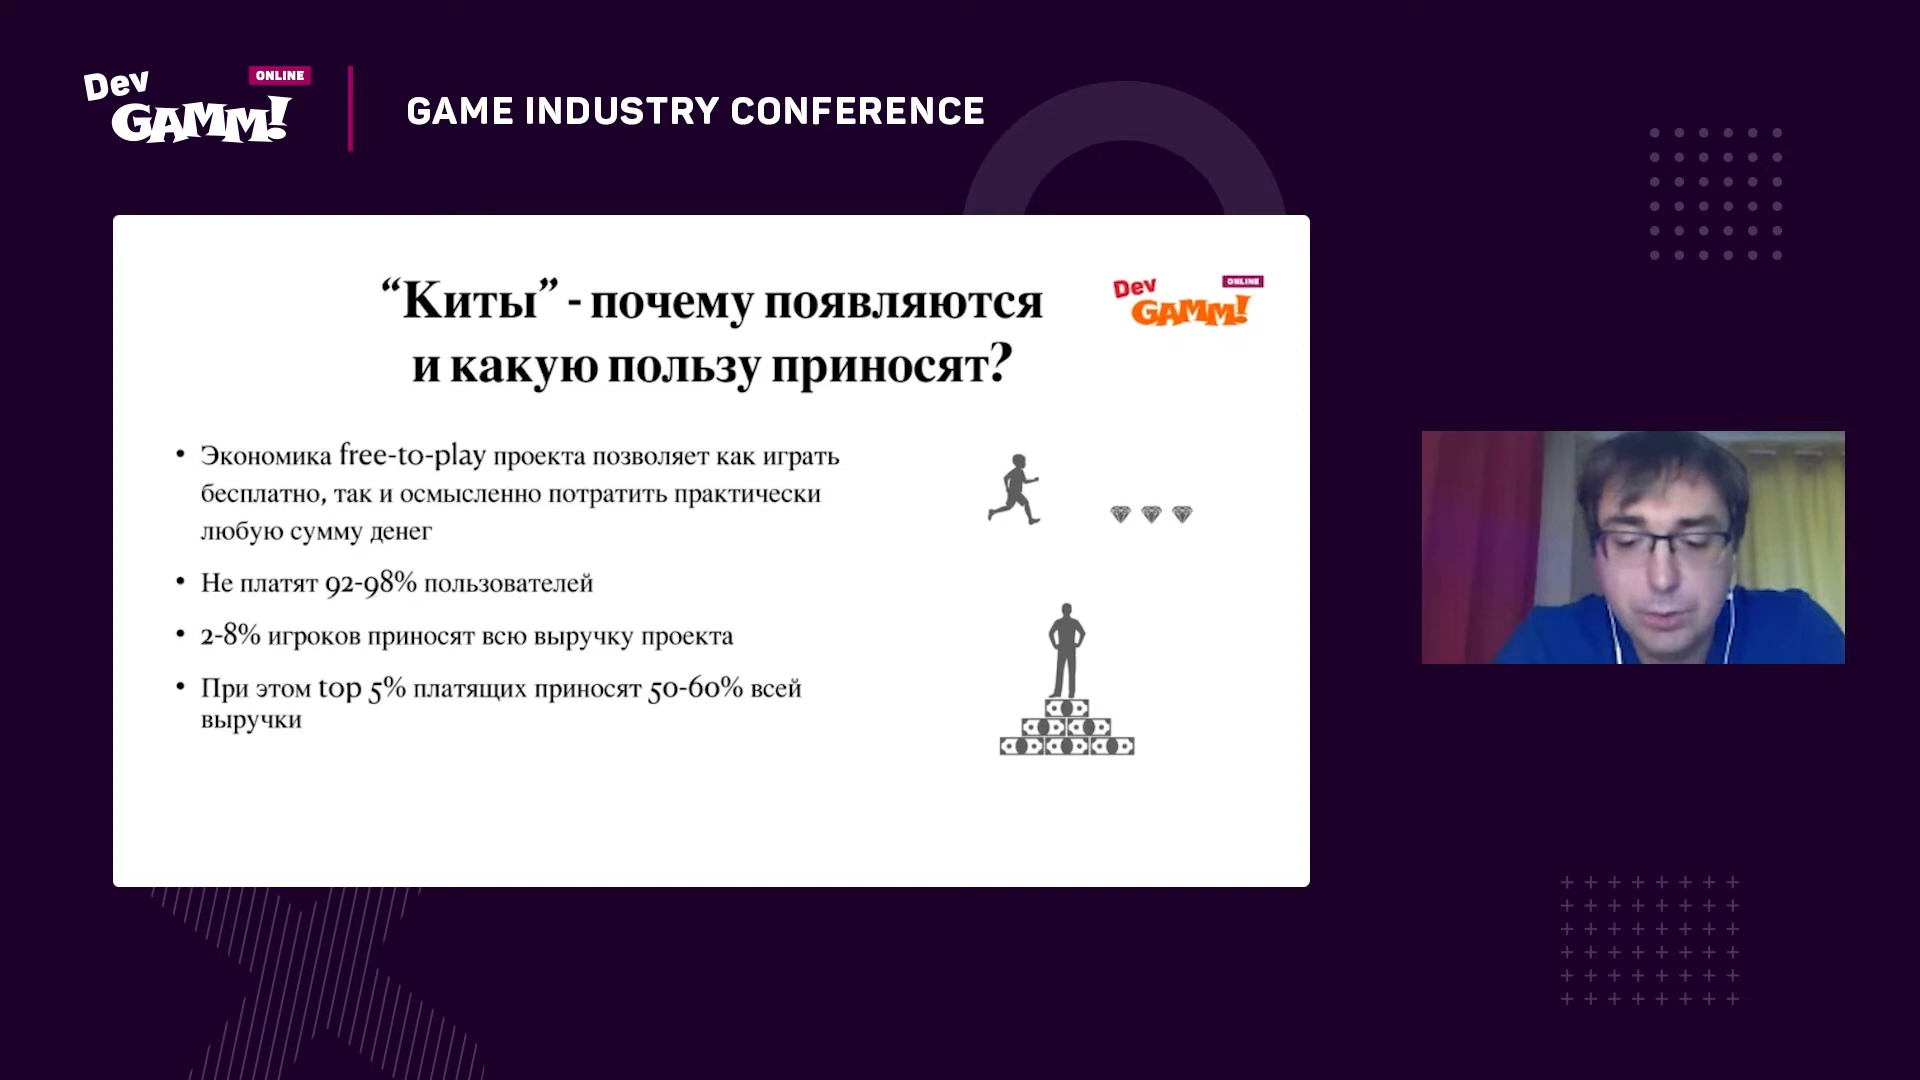 Dev
ONLINE
GAMM!
GAME INDUSTRY CONFERENCE
“Киты” - почему появляются
и какую пользу приносят?
Dev
ONLINE
GAMM!
• Экономика free-to-play проекта позволяет как играть
бесплатно, так и осмысленно потратить практически
любую сумму денег
• Не платят 92-98% пользователей
• 2-8% игроков приносят всю выручку проекта
• При этом top 5% платящих приносят 50-60% всей
выручки